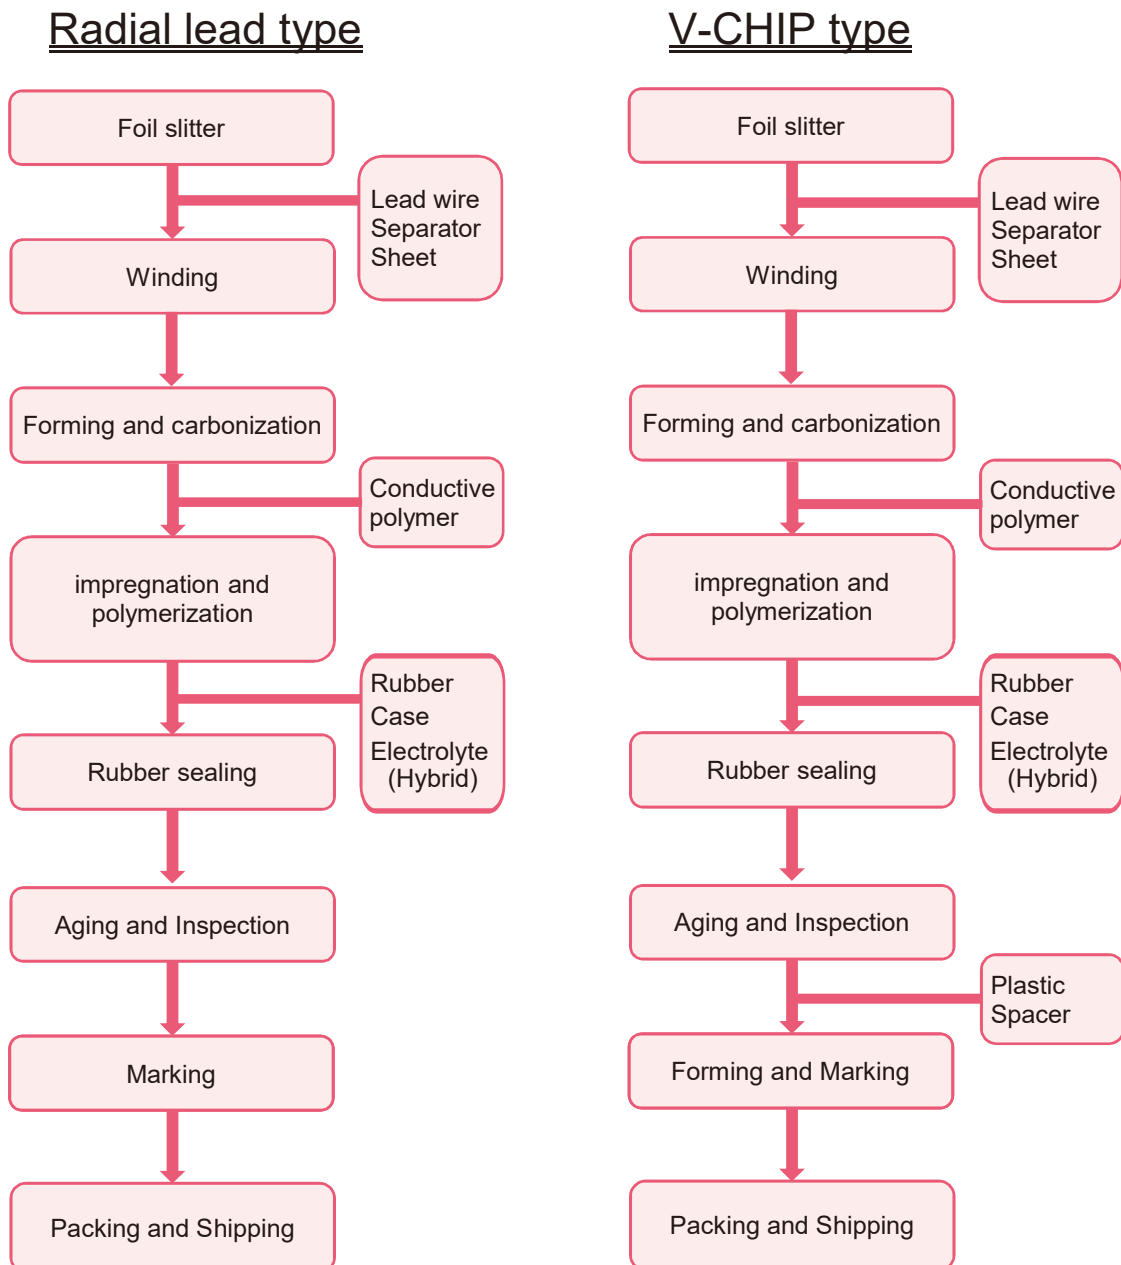 Radial lead type
Foil slitter
Lead wire
Separator
Sheet
Winding
Forming and carbonization
Conductive
polymer
impregnation and
polymerization
Rubber
Case
Electrolyte
(Hybrid)
Rubber sealing
Aging and Inspection
Marking
Packing and Shipping
V-CHIP type
Foil slitter
Lead wire
Separator
Sheet
Winding
Forming and carbonization
Conductive
polymer
impregnation and
polymerization
Rubber
Case
Electrolyte
(Hybrid)
Rubber sealing
Aging and Inspection
Plastic
Spacer
Forming and Marking
Packing and Shipping